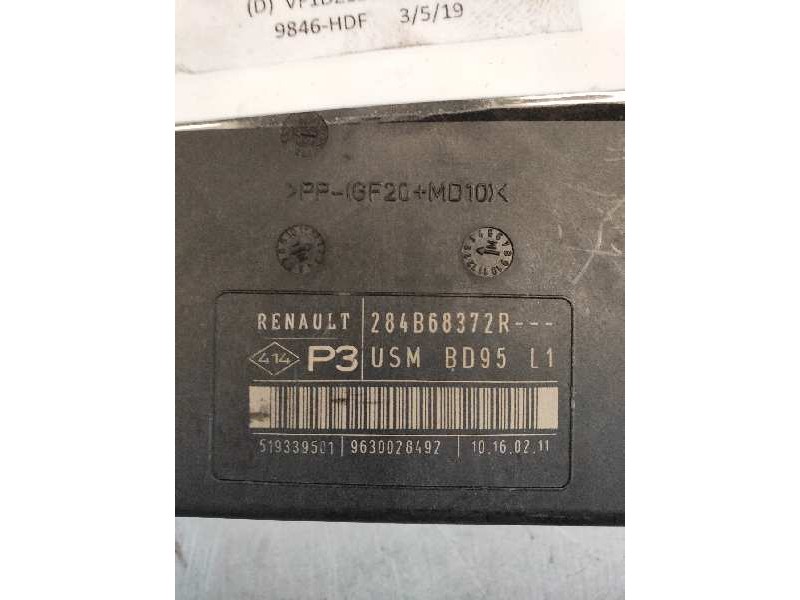 (D)
9846-HDF 3/5/19
>PP-(GF20+MD10)<
RENAULT 284B68372R---
414 P3 USM BD95 L1
519339501 9630028492 10.16.02.11